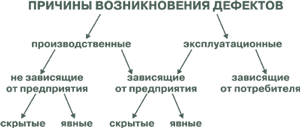 ПРИЧИНЫ ВОЗНИКНОВЕНИЯ ДЕФЕКТОВ
производственные эксплуатационные
не зависящие зависящие зависящие
от предприятия от предприятия от потребителя
скрытые явные скрытые явные